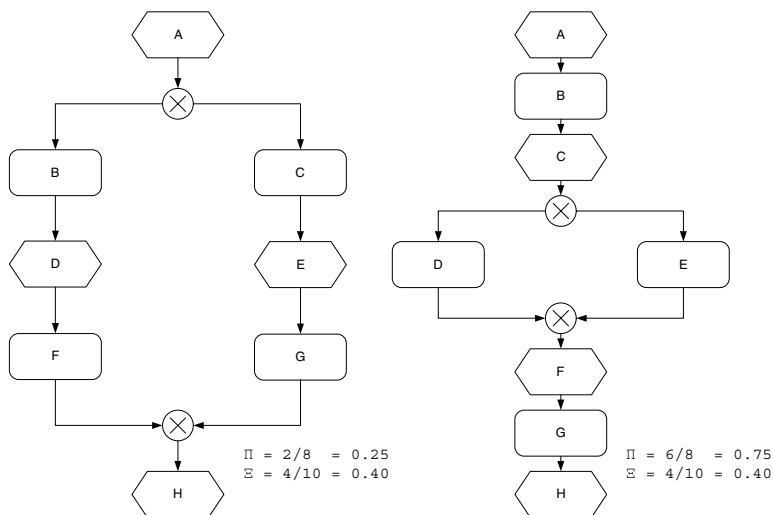 A
B
C
D
E
F
G
H
Π = 2/8  = 0.25
Ξ = 4/10 = 0.40
A
B
C
D
E
F
G
H
Π = 6/8  = 0.75
Ξ = 4/10 = 0.40